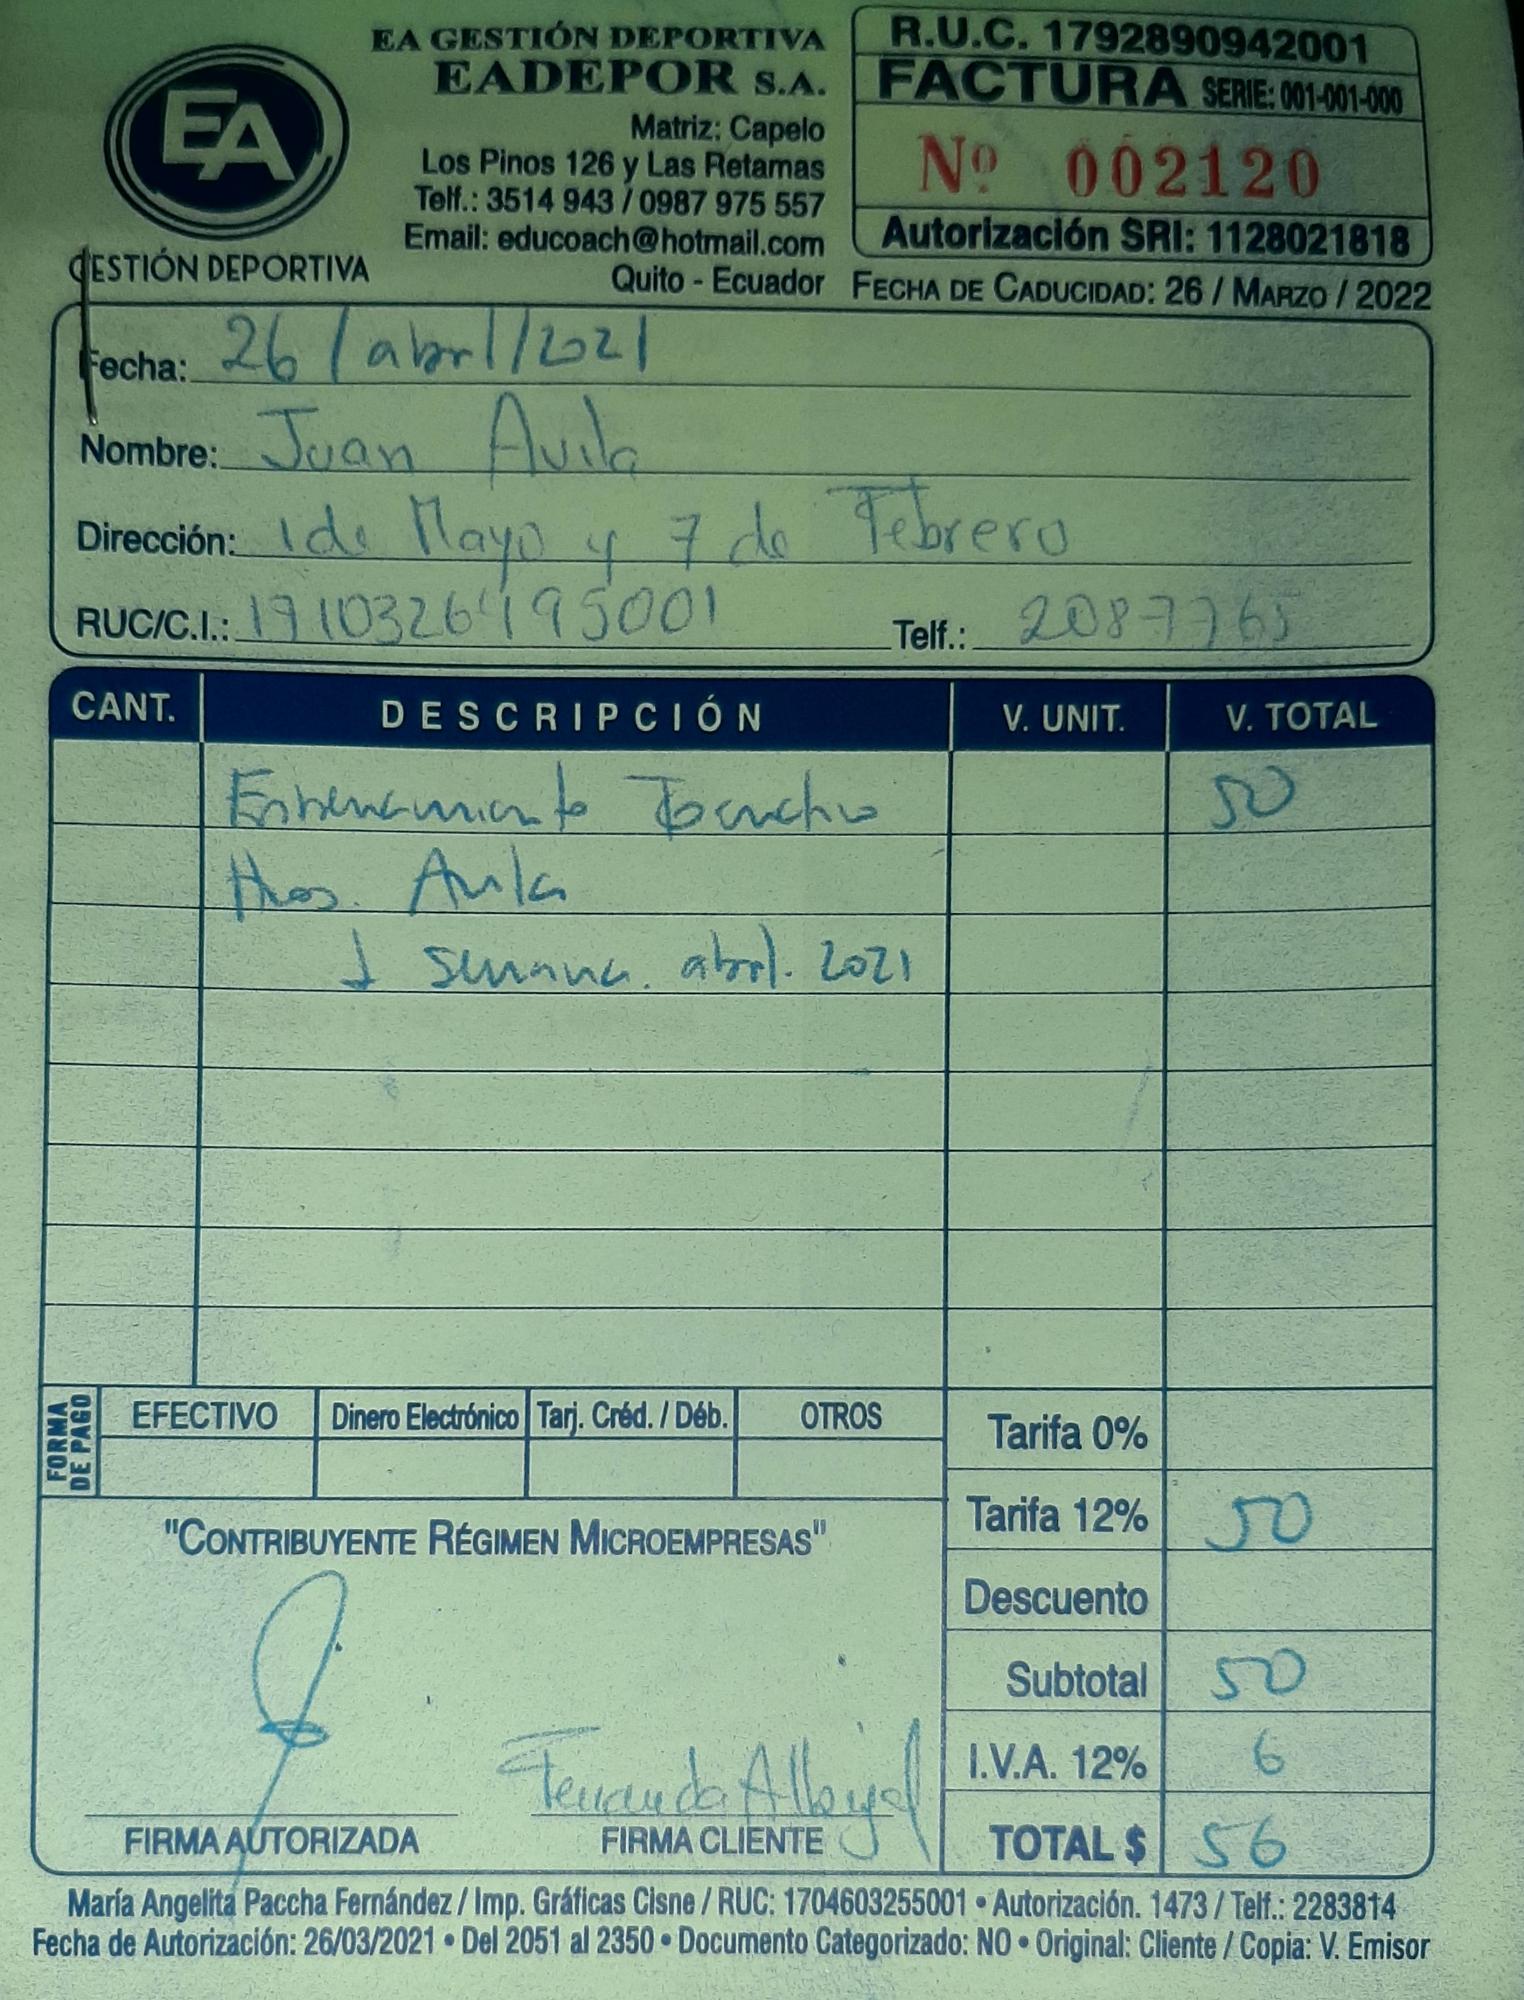 EA
GESTIÓN DEPORTIVA
EA GESTIÓN DEPORTIVA
EADEPOR S.A.
Matriz: Capelo
Los Pinos 126 y Las Retamas
Telf.: 3514 943 / 0987 975 557
Email: educoach@hotmail.com
Quito - Ecuador
R.U.C. 1792890942001
FACTURA SERIE: 001-001-000
Nº 002120
Autorización SRI: 1128021818
FECHA DE CADUCIDAD: 26 / MARZO / 2022
Fecha: 26/abril/2021
Nombre: Juan Avila
Dirección: 1 de Mayo y 7 de Febrero
RUC/C.I.: Telf.: 2087765
CANT. DESCRIPCIÓN V. UNIT. V. TOTAL
Entrenamiento 50
Hnos. Avila
1 semana. abril. 2021
FORMA DE PAGO
EFECTIVO Dinero Electrónico Tarj. Créd. / Déb. OTROS
Tarifa 0%
Tarifa 12% 50
Descuento
Subtotal 50
I.V.A. 12% 6
TOTAL $ 56
"CONTRIBUYENTE RÉGIMEN MICROEMPRESAS"
Fernanda
FIRMA AUTORIZADA FIRMA CLIENTE
María Angelita Paccha Fernández / Imp. Gráficas Cisne / RUC: 1704603255001 • Autorización. 1473 / Telf.: 2283814
Fecha de Autorización: 26/03/2021 • Del 2051 al 2350 • Documento Categorizado: NO • Original: Cliente / Copia: V. Emisor